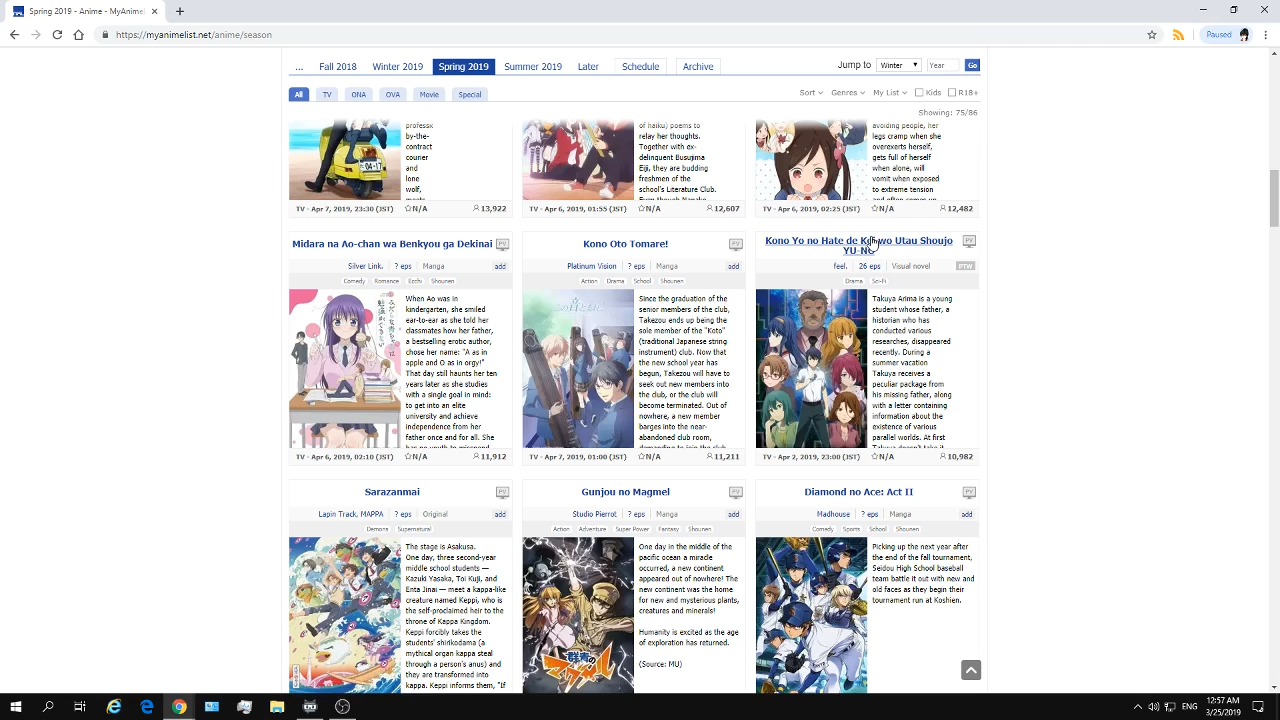 Spring 2019 - Anime - MyAnimeL
https://myanimelist.net/anime/season
Paused
... Fall 2018 Winter 2019 Spring 2019 Summer 2019 Later Schedule Archive
Jump to Winter Year Go
All TV ONA OVA Movie Special
Sort Genres My List Kids R18+
Showing: 75/86
by-the-
contract
courier
and
lone
wolf,
TV - Apr 7, 2019, 23:30 (JST) N/A 13,922
of haiku) poems to
relay her thoughts.
Together with ex-
delinquent Busujima
Eiji, they are budding
freshmen of the
school's Literature Club.
TV - Apr 6, 2019, 01:55 (JST) N/A 12,607
avoiding people, her
legs cramp when she
overexerts herself,
gets full of herself
when alone, will
vomit when exposed
to extreme tension
TV - Apr 6, 2019, 02:25 (JST) N/A 12,482
Midara na Ao-chan wa Benkyou ga Dekinai PV
Silver Link. ? eps Manga add
Comedy Romance Ecchi Shounen
When Ao was in
kindergarten, she smiled
ear-to-ear as she told her
classmates how her father,
a bestselling erotic author,
chose her name: "A as in
apple and O as in orgy!"
That day still haunts her ten
years later as she studies
with a single goal in mind:
to get into an elite
university and achieve
independence from her
father once and for all. She
TV - Apr 6, 2019, 02:10 (JST) N/A 11,912
Kono Oto Tomare! PV
Platinum Vision ? eps Manga add
Action Drama School Shounen
Since the graduation of the
senior members of the club,
Takezou ends up being the
sole member of the "Koto"
(traditional Japanese string
instrument) club. Now that
the new school year has
begun, Takezou will have to
seek out new members into
the club, or the club will
become terminated. Out of
nowhere, a new member
barges into the near-
abandoned club room,
TV - Apr 7, 2019, 01:00 (JST) N/A 11,211
Kono Yo no Hate de Koi wo Utau Shoujo
YU-NO PV
feel. 26 eps Visual novel PTW
Drama Sci-Fi
Takuya Arima is a young
student whose father, a
historian who has
conducted various
researches, disappeared
recently. During a
summer vacation
Takuya receives a
peculiar package from
his missing father, along
with a letter containing
information about the
existence of various
parallel worlds. At first
TV - Apr 2, 2019, 23:00 (JST) N/A 10,982
Sarazanmai PV
Lapin Track, MAPPA ? eps Original add
Demons Supernatural
The stage is Asakusa.
One day, three second-year
middle school students —
Kazuki Yasaka, Toi Kuji, and
Enta Jinai — meet a kappa-like
creature named Keppi, who is
the self-proclaimed heir to the
throne of Kappa Kingdom.
Keppi forcibly takes the
students' shirikodama (a
mythical organ kappa steal
through a person's anus) and
they are transformed into
kappa. Keppi informs them, "If
Gunjou no Magmel PV
Studio Pierrot ? eps Manga add
Action Adventure Super Power Fantasy Shounen
One day in the middle of the
pacific ocean a miracle
occurred, a new continent
appeared out of nowhere! The
new continent was the home
for new and mysterious plants,
creatures and minerals!
Humanity is excited as the age
of exploration has returned.
(Source: MU)
群青の
マグメル
Diamond no Ace: Act II PV
Madhouse ? eps Manga add
Comedy Sports School Shounen
Picking up the next year after
the end of the fall tournament,
Seidou High School baseball
team battle it out with new and
old faces as they begin their
tournament run at Koshien.
ENG
12:57 AM
3/25/2019